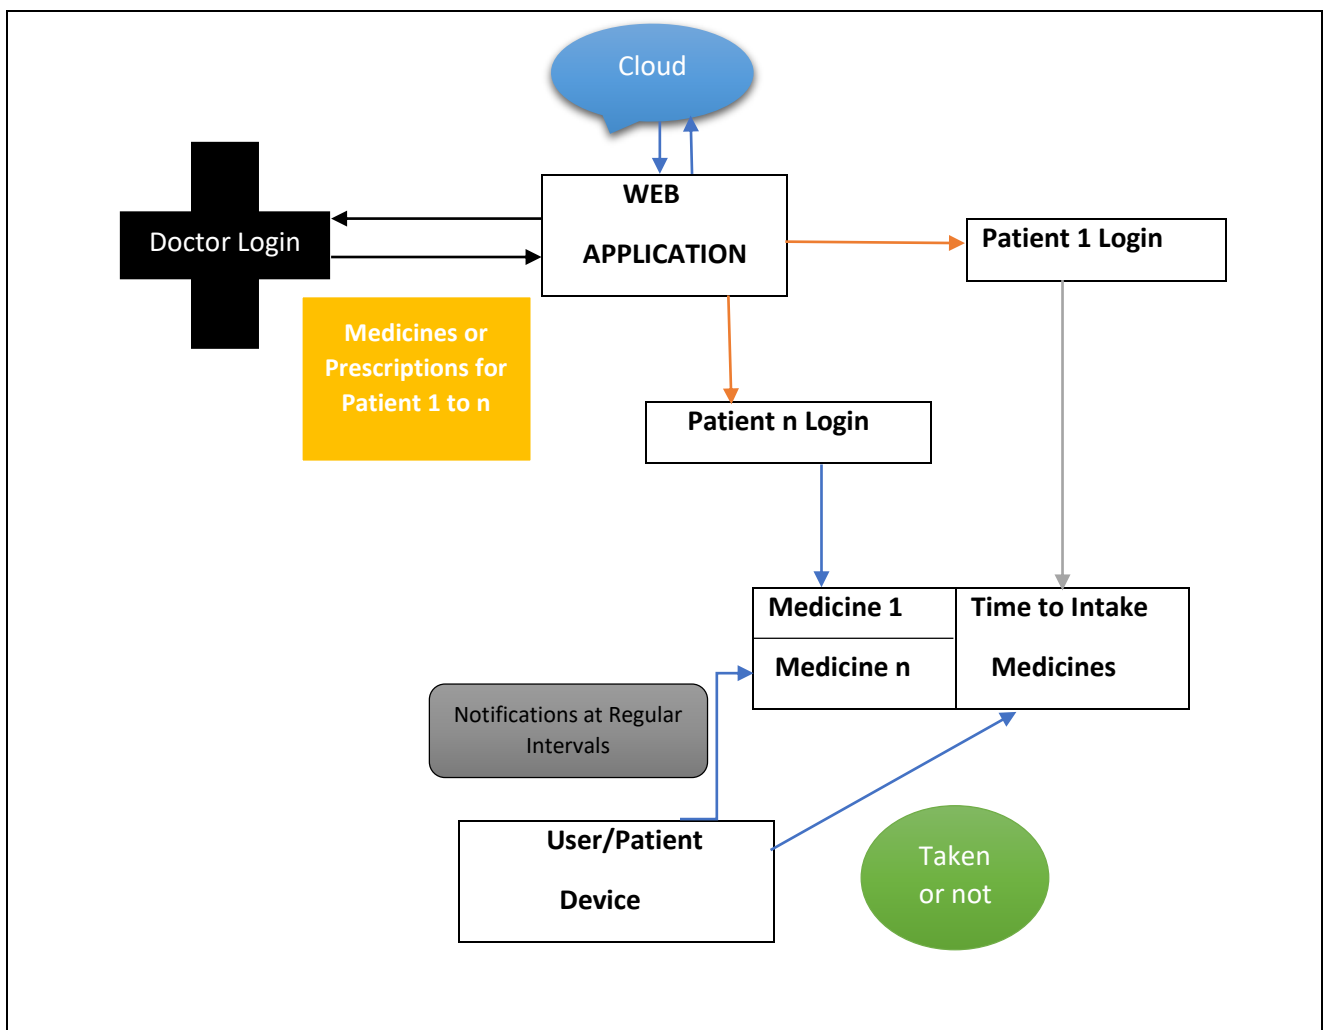 Cloud
WEB
APPLICATION
Doctor Login
Patient 1 Login
Medicines or
Prescriptions for
Patient 1 to n
Patient n Login
Medicine 1
Time to Intake
Medicine n
Medicines
Notifications at Regular
Intervals
User/Patient
Device
Taken
or not